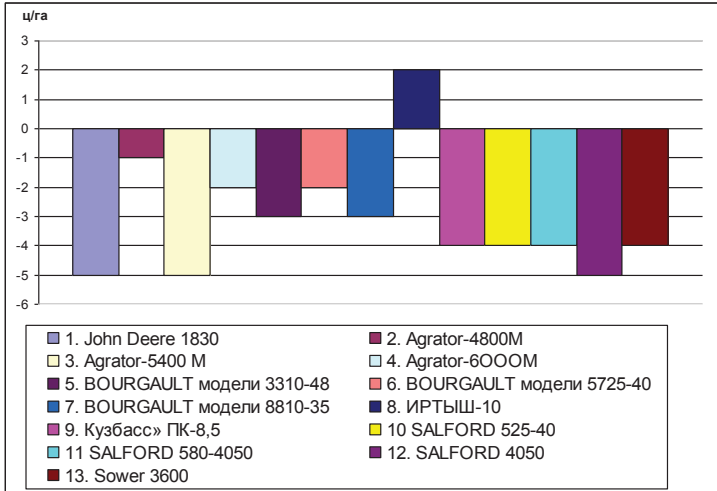 ц/га
3
2
1
0
-1
-2
-3
-4
-5
-6
1. John Deere 1830
2. Agrator-4800М
3. Agrator-5400 М
4. Agrator-6OOOМ
5. BOURGAULT модели 3310-48
6. BOURGAULT модели 5725-40
7. BOURGAULT модели 8810-35
8. ИРТЫШ-10
9. Кузбасс» ПК-8,5
10 SALFORD 525-40
11 SALFORD 580-4050
12. SALFORD 4050
13. Sower 3600